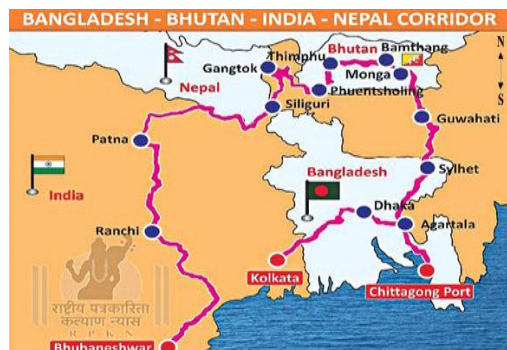 BANGLADESH - BHUTAN - INDIA - NEPAL CORRIDOR
N
S
Thimphu
Bhutan
Bamthang
Gangtok
Monga
Nepal
Phuentsholing
Siliguri
Guwahati
Patna
Sylhet
Bangladesh
India
Dhaka
Agartala
Ranchi
Kolkata
Chittagong Port
राष्ट्रीय पत्रकारिता
कल्याण न्यास
R P K N
Bhubaneshwar